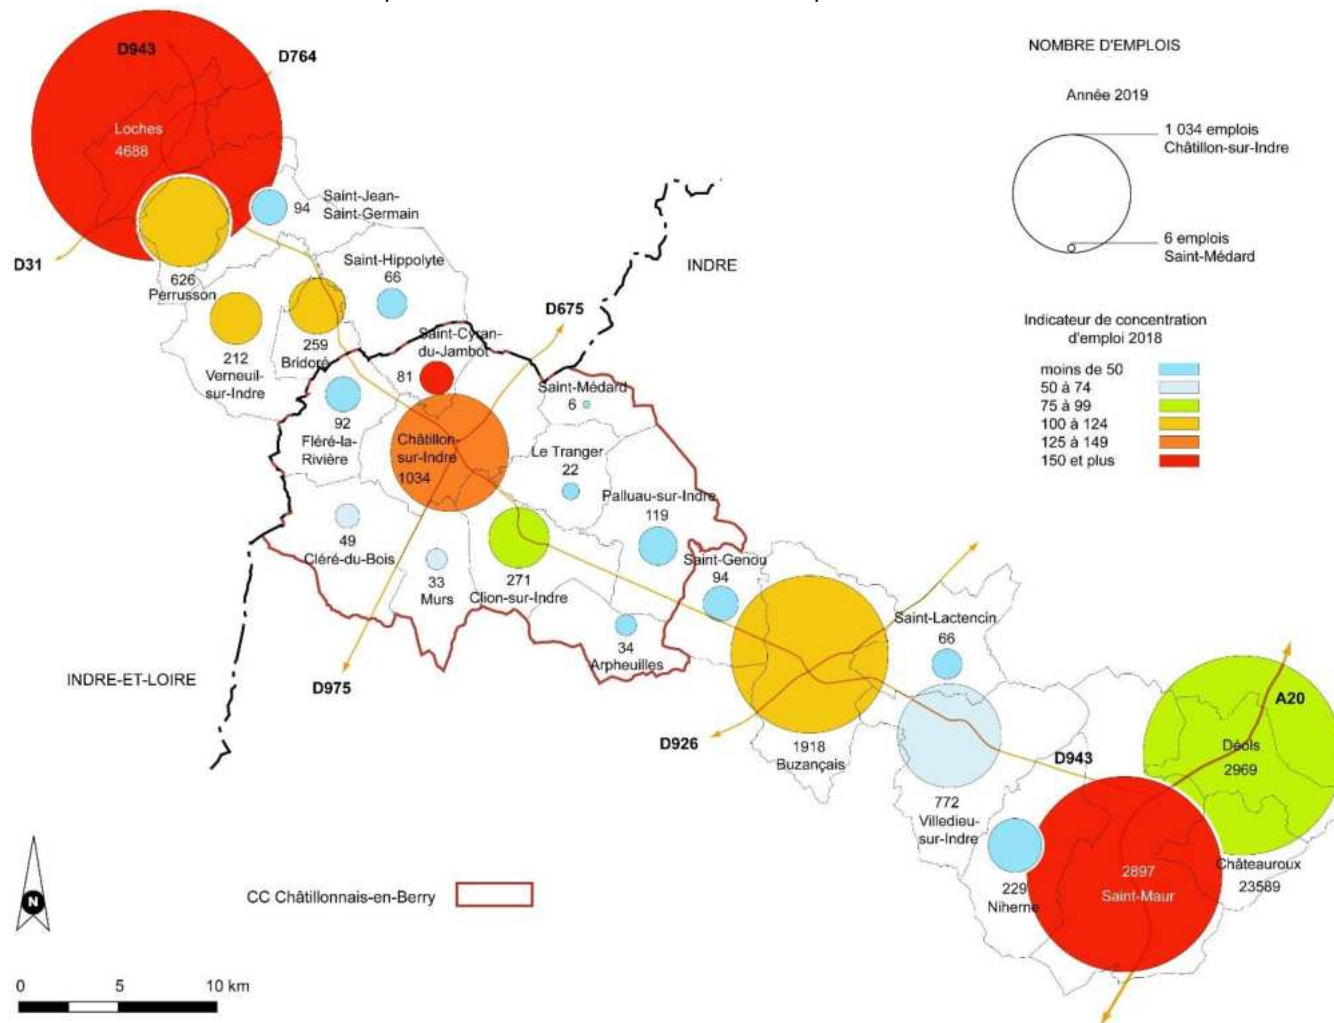 NOMBRE D'EMPLOIS
Année 2019
1 034 emplois
Châtillon-sur-Indre
6 emplois
Saint-Médard
Indicateur de concentration
d'emploi 2018
moins de 50
50 à 74
75 à 99
100 à 124
125 à 149
150 et plus
D943
D764
Loches
4688
94
Saint-Jean-
Saint-Germain
D31
626
Perrusson
Saint-Hippolyte
66
INDRE
212
Verneuil-
sur-Indre
259
Bridoré
D675
Saint-Cyran-
du-Jambot
81
Saint-Médard
6
92
Fléré-la-
Rivière
Châtillon-
sur-Indre
1034
Le Tranger
22
Palluau-sur-Indre
119
49
Cléré-du-Bois
33
Murs
271
Clion-sur-Indre
Saint-Genou
94
34
Arpheuilles
Saint-Lactencin
66
INDRE-ET-LOIRE
D975
D926
1918
Buzançais
D943
A20
Déols
2969
772
Villedieu-
sur-Indre
229
Niherne
2897
Saint-Maur
Châteauroux
23589
CC Châtillonnais-en-Berry
N
0
5
10 km